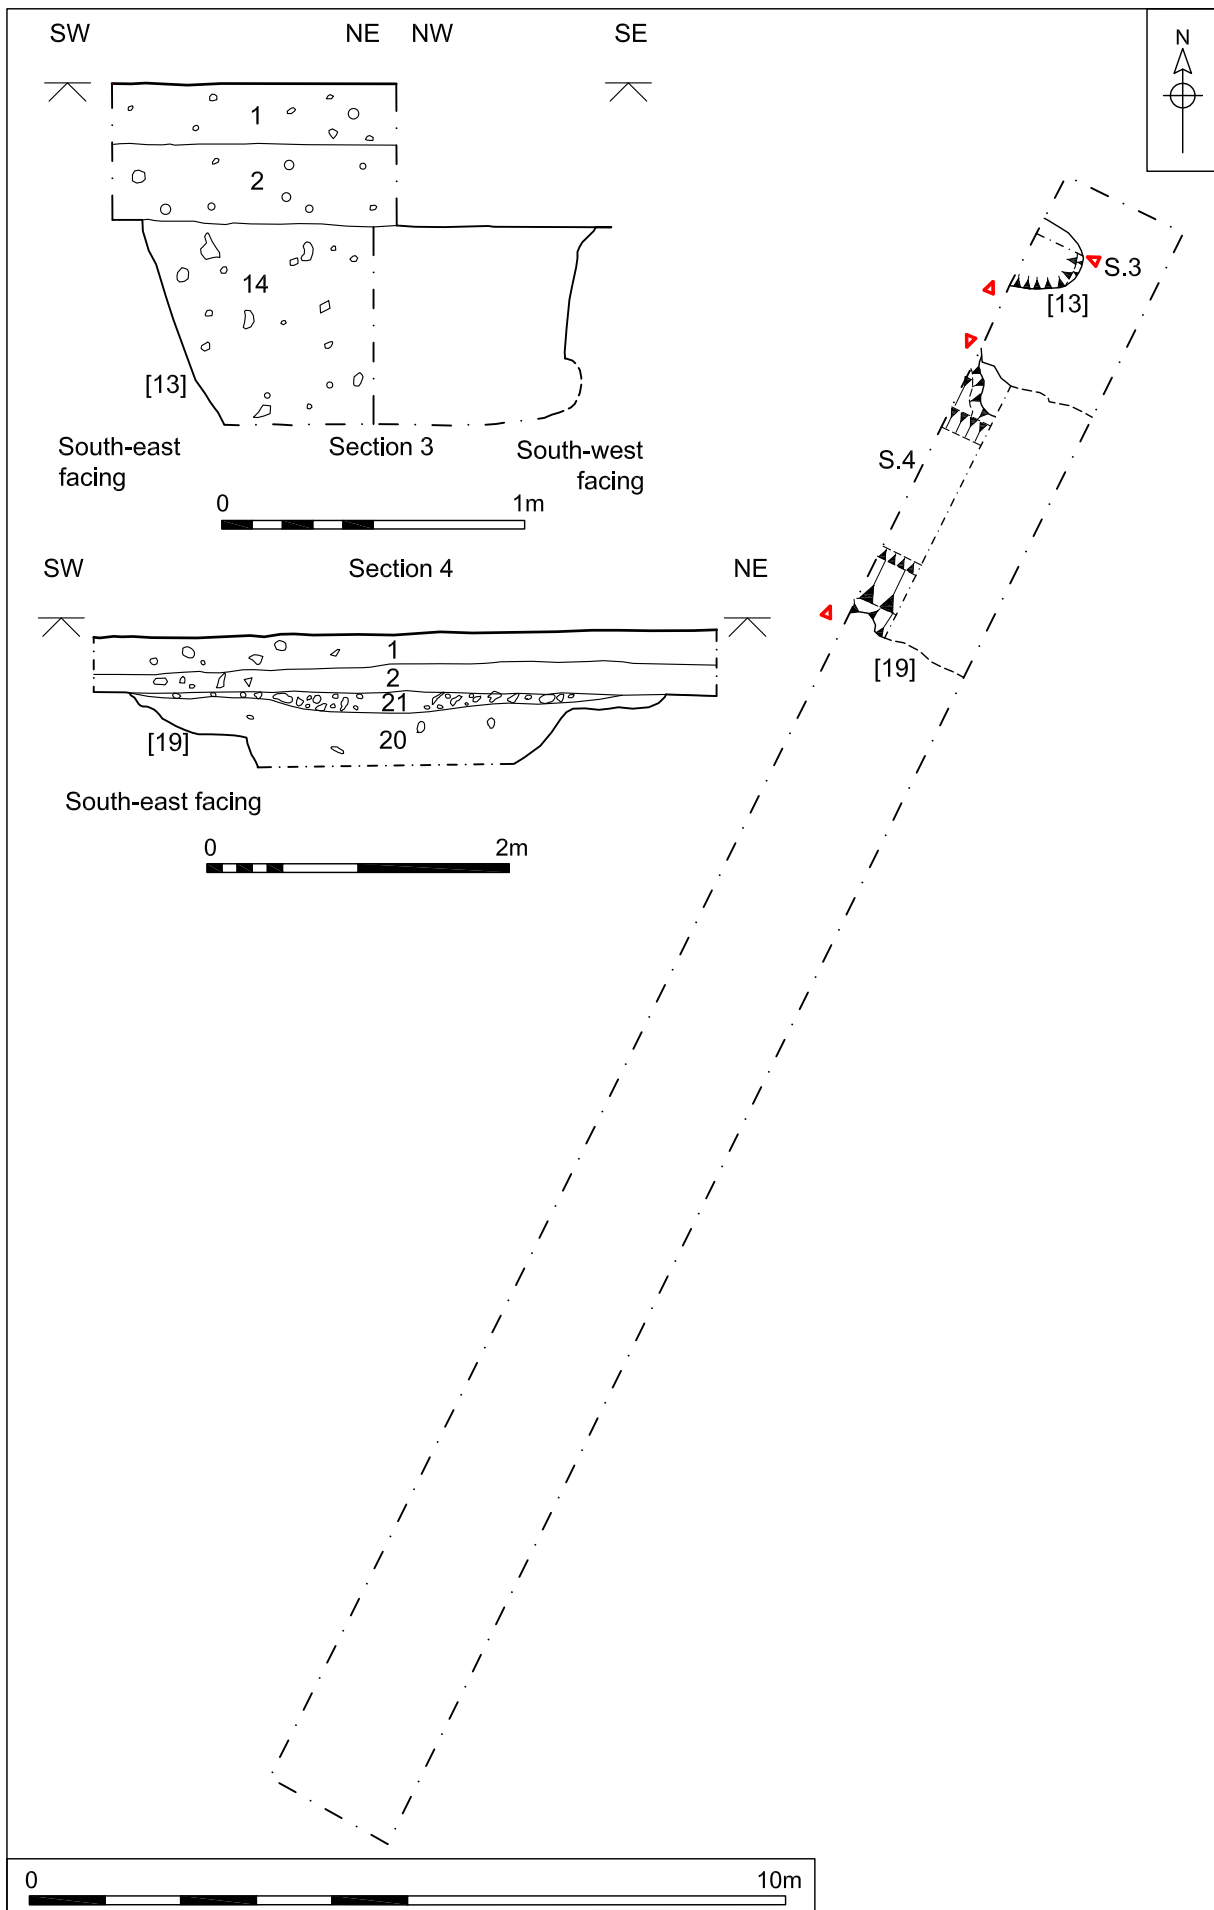 SW NE NW SE
N
1
2
14
[13]
South-east
facing
Section 3
South-west
facing
0 1m
S.3
[13]
S.4
[19]
SW Section 4 NE
1
2
21
20
[19]
South-east facing
0 2m
0 10m